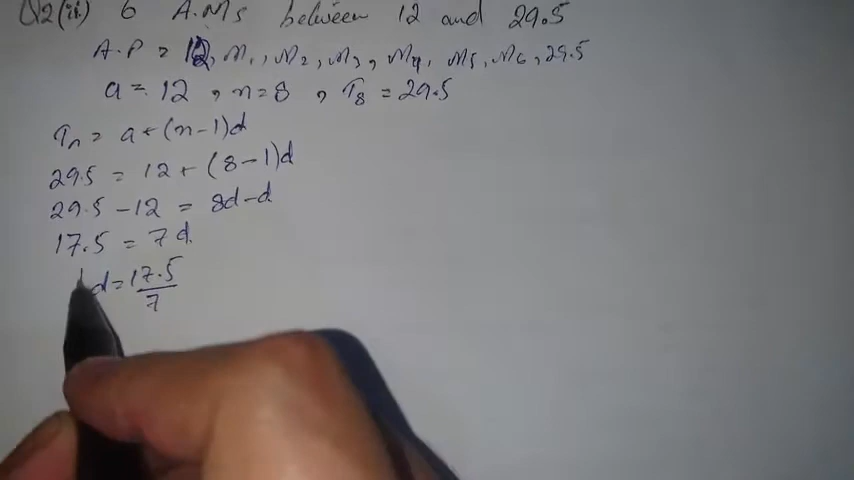 Q2(ii) 6 A.Ms between 12 and 29.5
A.P = 12, m₁, m₂, m₃, m₄, m₅, m₆, 29.5
a = 12, n = 8, T₈ = 29.5
Tₙ = a + (n-1)d
29.5 = 12 + (8-1)d
29.5 - 12 = 8d - d
17.5 = 7d
d = 17.5/7